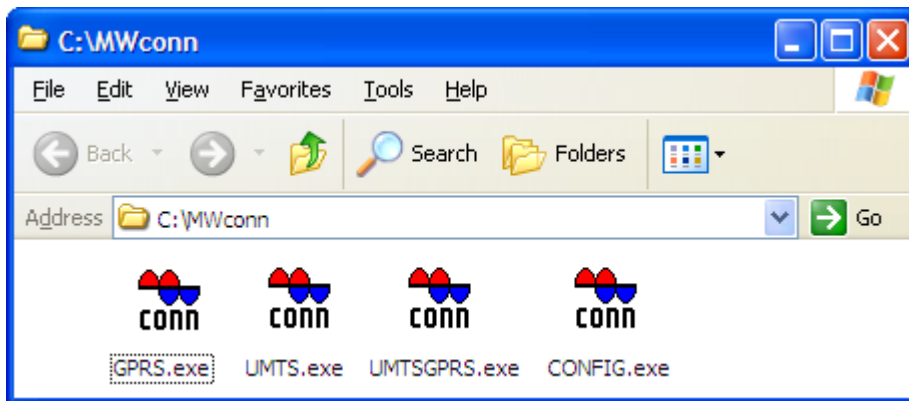 C:\MWconn
File Edit View Favorites Tools Help
Back Search Folders
Address C:\MWconn Go
conn conn conn conn
GPRS.exe UMTS.exe UMTSGPRS.exe CONFIG.exe